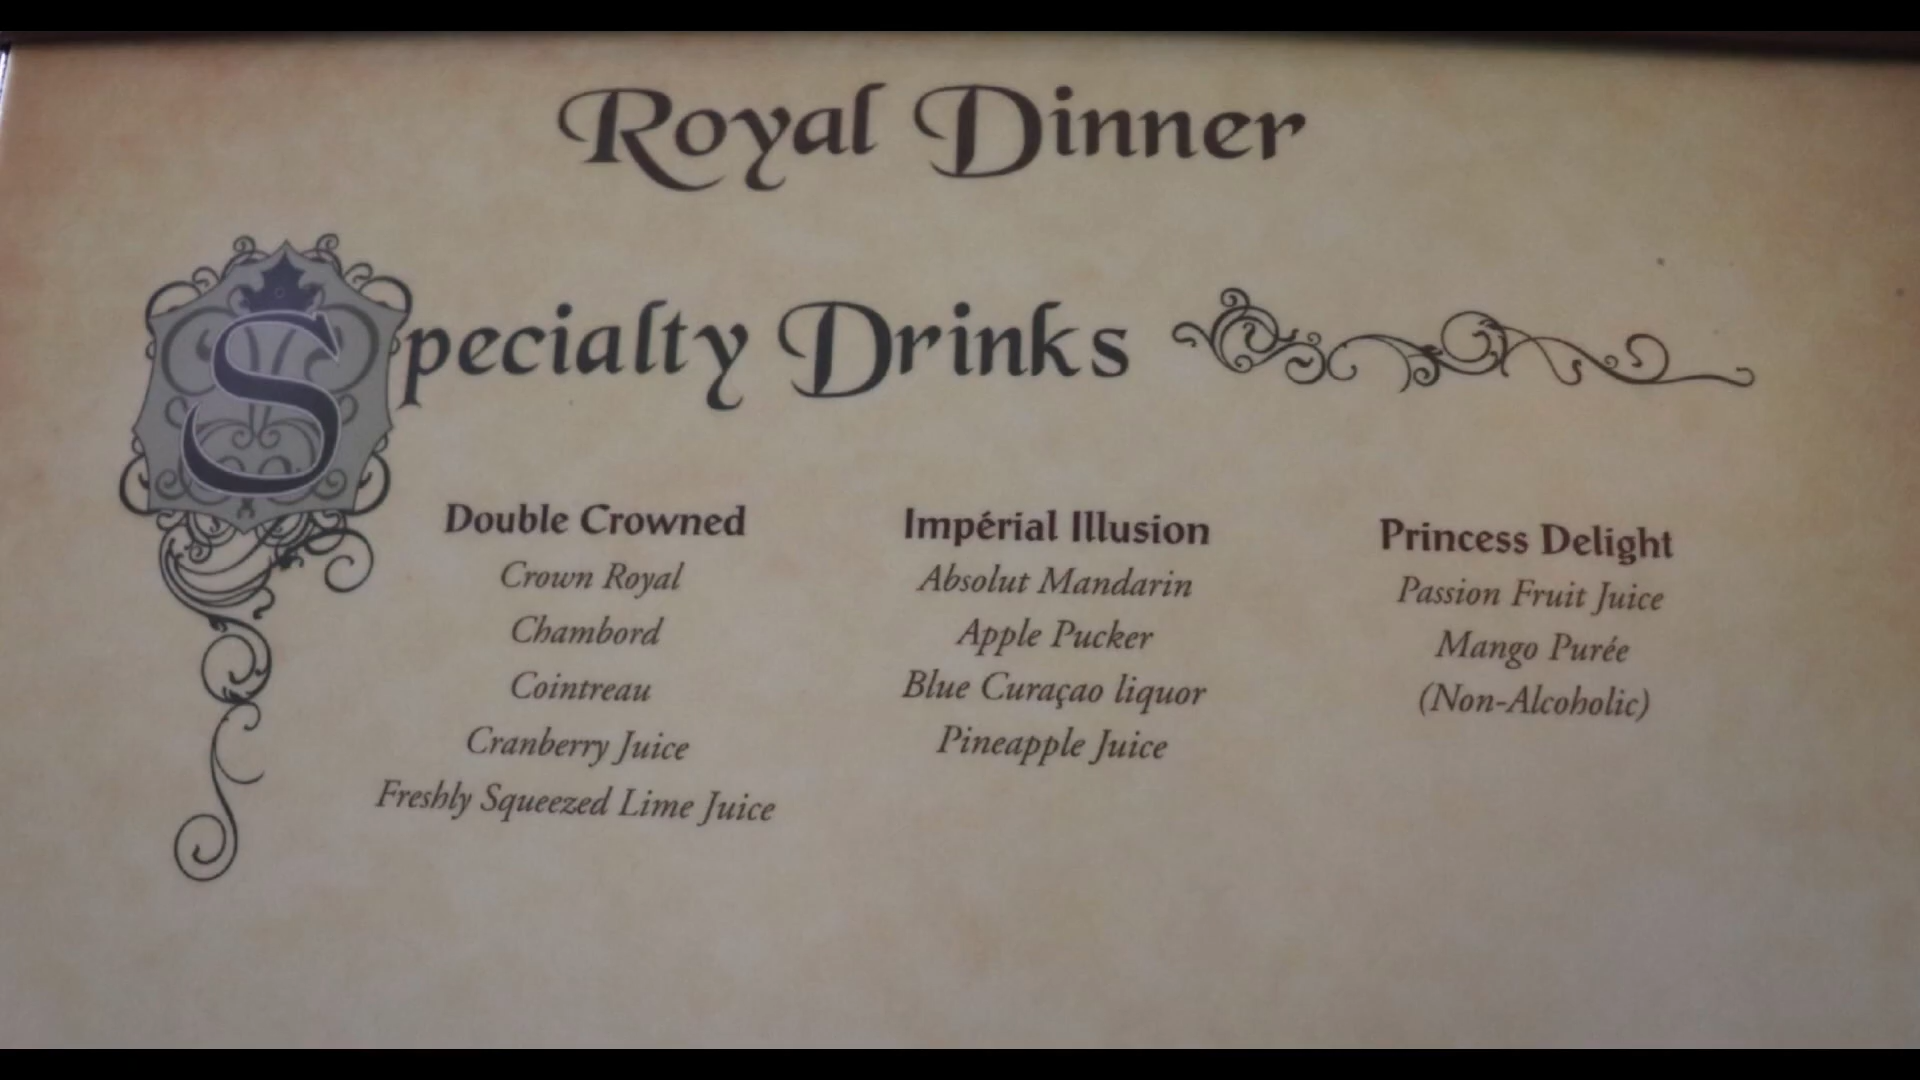 Royal Dinner
Specialty Drinks
Double Crowned
Crown Royal
Chambord
Cointreau
Cranberry Juice
Freshly Squeezed Lime Juice
Impérial Illusion
Absolut Mandarin
Apple Pucker
Blue Curaçao liquor
Pineapple Juice
Princess Delight
Passion Fruit Juice
Mango Purée
(Non-Alcoholic)